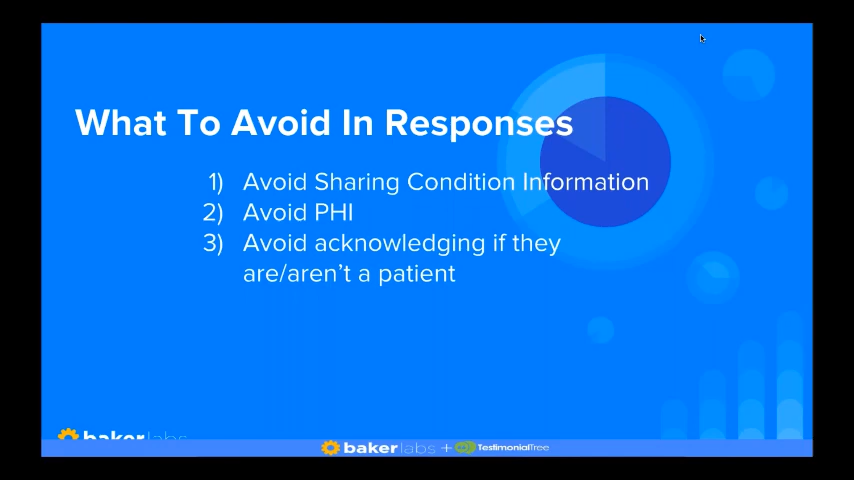 What To Avoid In Responses
1) Avoid Sharing Condition Information
2) Avoid PHI
3) Avoid acknowledging if they
are/aren't a patient
bakerlabs
bakerlabs + TestimonialTree